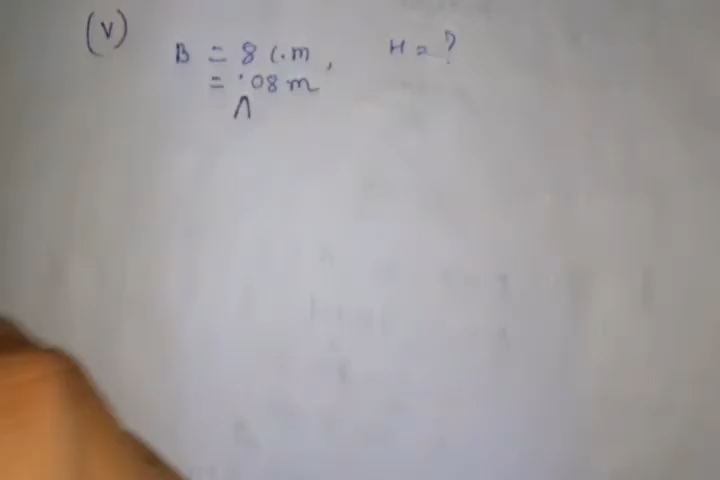 (v)
B = 8 c.m, H = ?
= .08 m